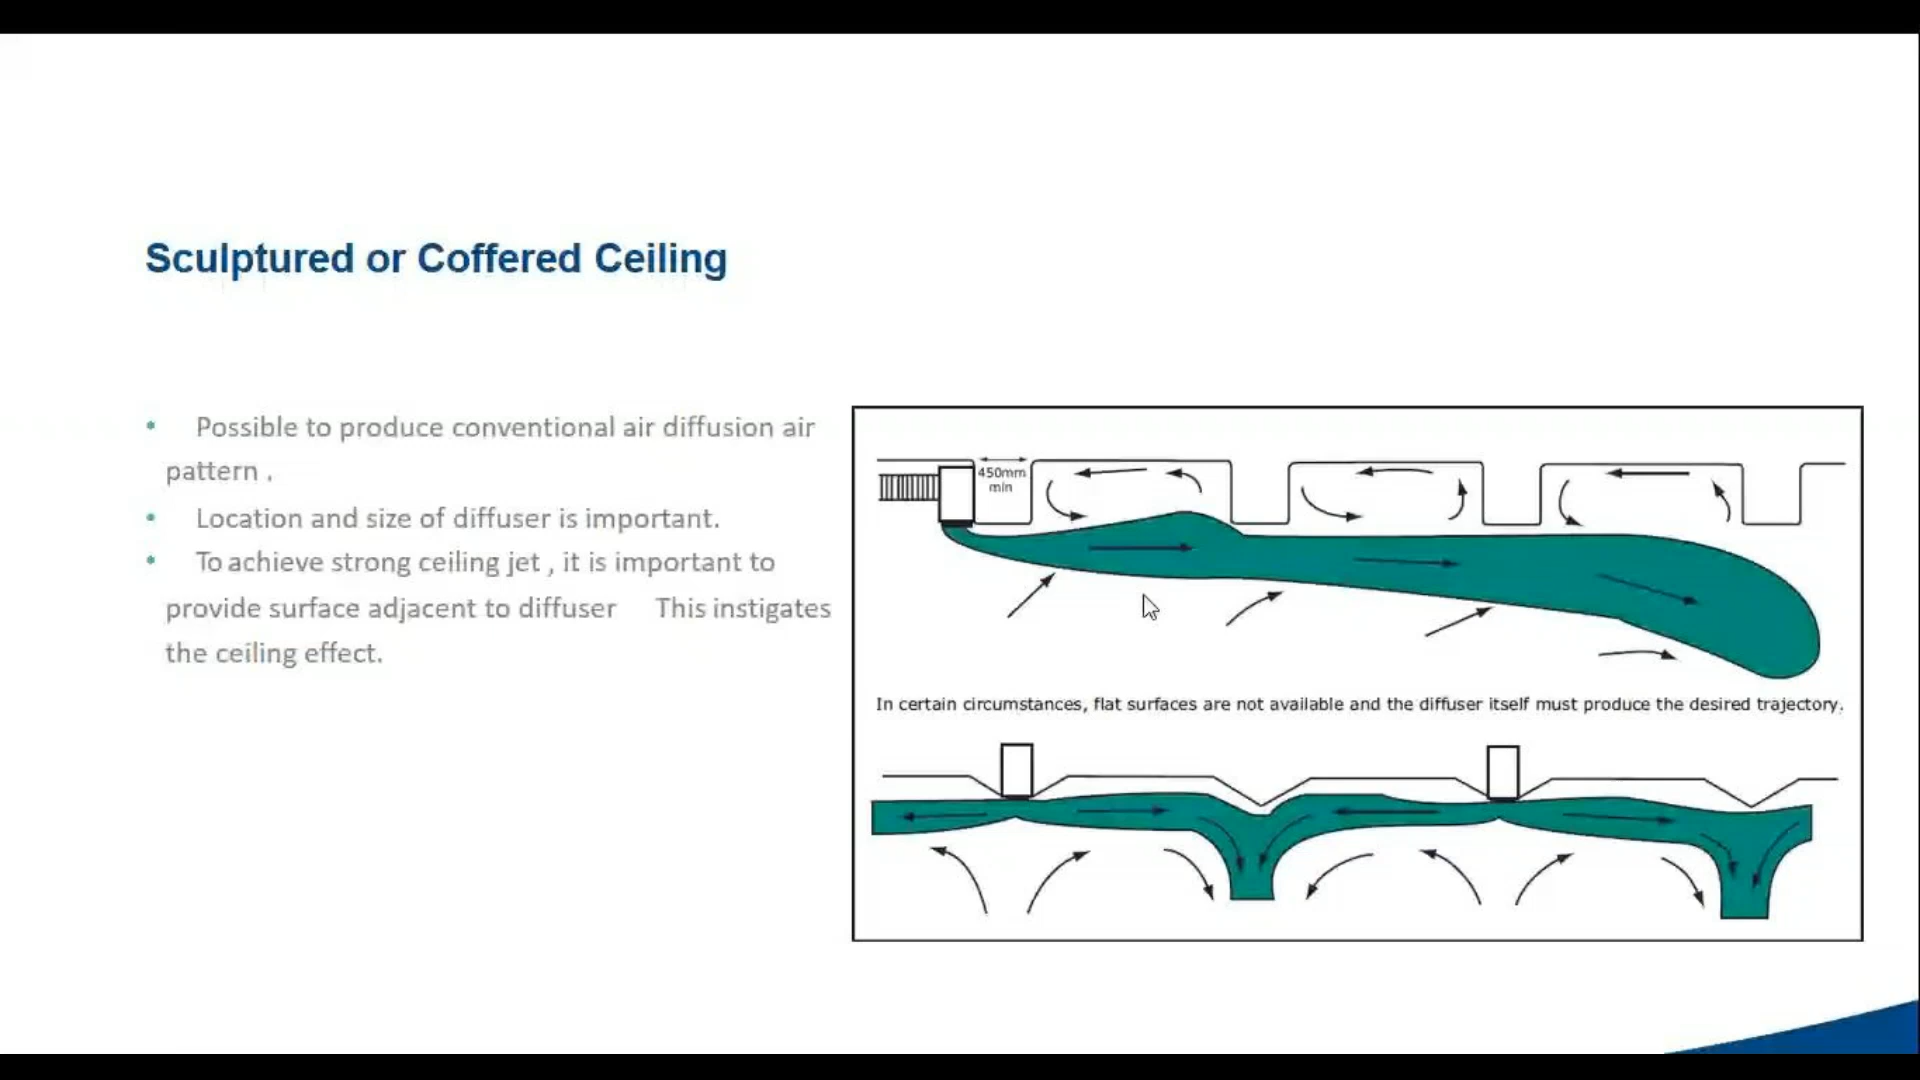 Sculptured or Coffered Ceiling
• Possible to produce conventional air diffusion air
pattern .
• Location and size of diffuser is important.
• To achieve strong ceiling jet , it is important to
provide surface adjacent to diffuser This instigates
the ceiling effect.
450mm
min
In certain circumstances, flat surfaces are not available and the diffuser itself must produce the desired trajectory.